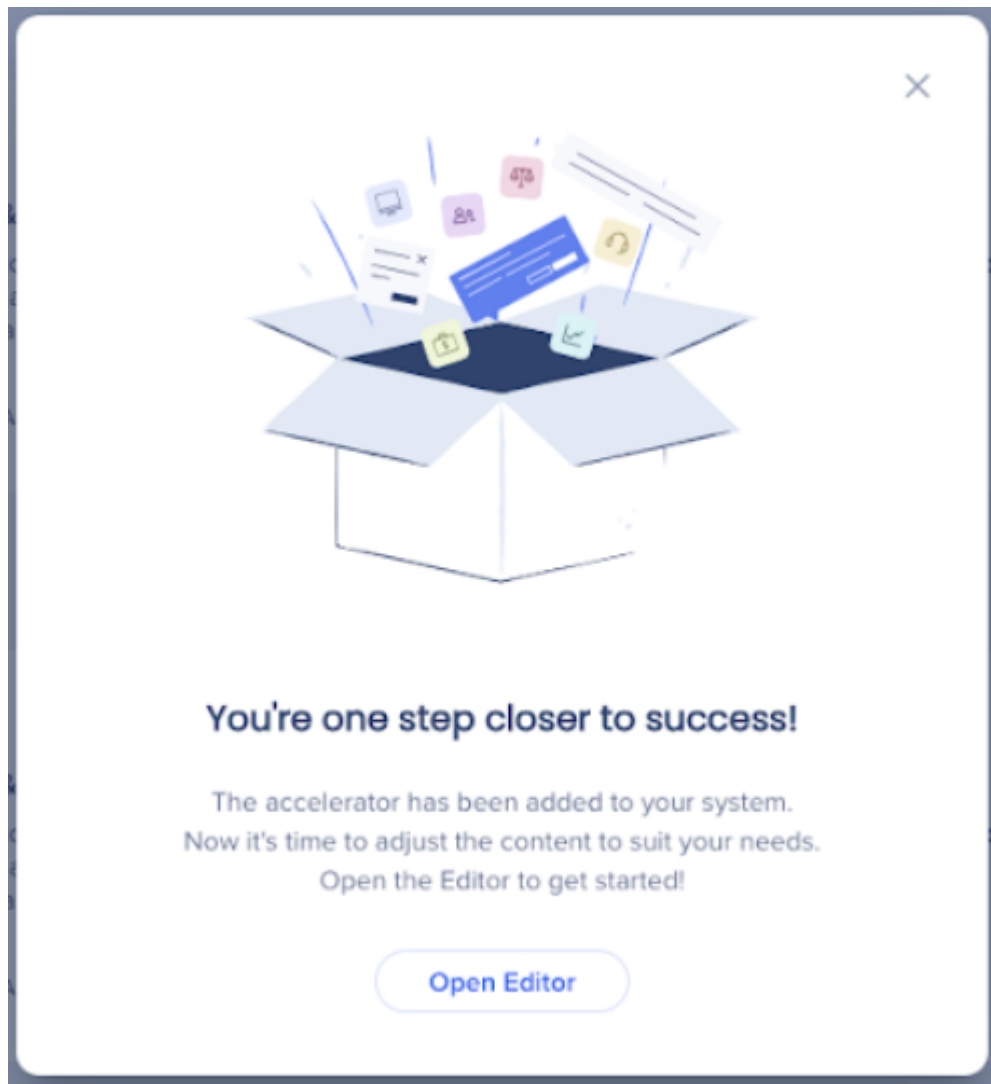 You're one step closer to success!
The accelerator has been added to your system.
Now it's time to adjust the content to suit your needs.
Open the Editor to get started!
Open Editor